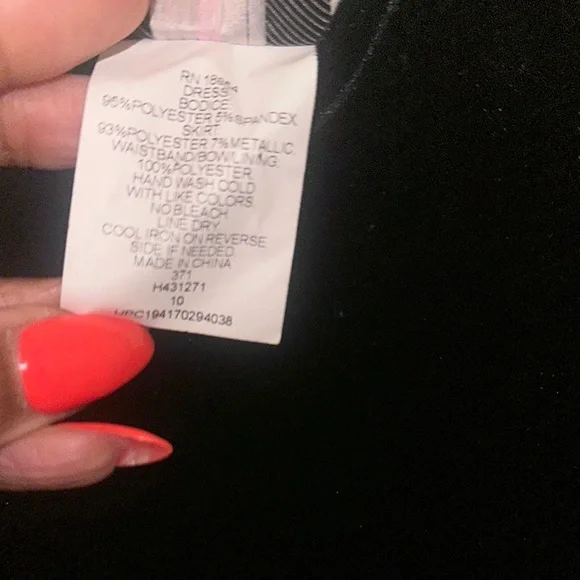 RN
DRESS
BODICE
95%POLYESTER 5%SPANDEX
SKIRT
93%POLYESTER 7%METALLIC
WAISTBAND/BOW/LINING
100%POLYESTER
HAND WASH COLD
WITH LIKE COLORS
NO BLEACH
LINE DRY
COOL IRON ON REVERSE
SIDE IF NEEDED
MADE IN CHINA
371
H431271
10
UPC194170294038